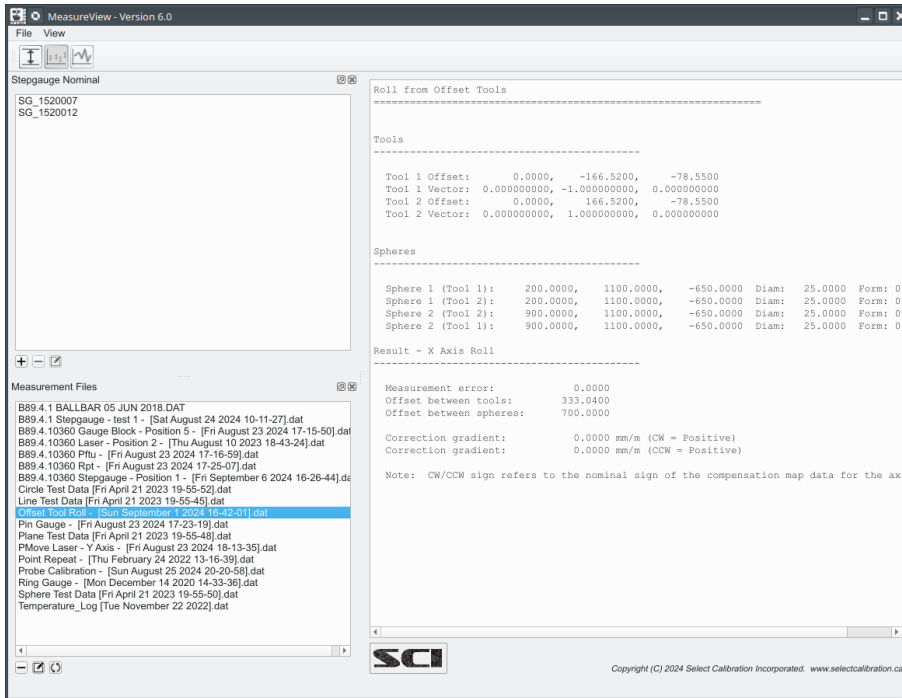 MeasureView - Version 6.0
File View
Stepgauge Nominal
SG_1520007
SG_1520012
Measurement Files
B89.4.1 BALLBAR 05 JUN 2018.DAT
B89.4.1 Stepgauge - test 1 - [Sat August 24 2024 10-11-27].dat
B89.4.10360 Gauge Block - Position 5 - [Fri August 23 2024 17-15-50].dat
B89.4.10360 Laser - Position 2 - [Thu August 10 2023 18-43-24].dat
B89.4.10360 Pftu - [Fri August 23 2024 17-16-59].dat
B89.4.10360 Rpt - [Fri August 23 2024 17-25-07].dat
B89.4.10360 Stepgauge - Position 1 - [Fri September 6 2024 16-26-44].da
Circle Test Data [Fri April 21 2023 19-55-52].dat
Line Test Data [Fri April 21 2023 19-55-45].dat
Offset Tool Roll - [Sun September 1 2024 16-42-01].dat
Pin Gauge - [Fri August 23 2024 17-23-19].dat
Plane Test Data [Fri April 21 2023 19-55-48].dat
PMove Laser - Y Axis - [Fri August 23 2024 18-13-35].dat
Point Repeat - [Thu February 24 2022 13-16-39].dat
Probe Calibration - [Sun August 25 2024 20-20-58].dat
Ring Gauge - [Mon December 14 2020 14-33-36].dat
Sphere Test Data [Fri April 21 2023 19-55-50].dat
Temperature_Log [Tue November 22 2022].dat
Roll from Offset Tools
================================================================
Tools
--------------------------------------------
Tool 1 Offset: 0.0000, -166.5200, -78.5500
Tool 1 Vector: 0.000000000, -1.000000000, 0.000000000
Tool 2 Offset: 0.0000, 166.5200, -78.5500
Tool 2 Vector: 0.000000000, 1.000000000, 0.000000000
Spheres
--------------------------------------------
Sphere 1 (Tool 1): 200.0000, 1100.0000, -650.0000 Diam: 25.0000 Form: 0
Sphere 1 (Tool 2): 200.0000, 1100.0000, -650.0000 Diam: 25.0000 Form: 0
Sphere 2 (Tool 2): 900.0000, 1100.0000, -650.0000 Diam: 25.0000 Form: 0
Sphere 2 (Tool 1): 900.0000, 1100.0000, -650.0000 Diam: 25.0000 Form: 0
Result - X Axis Roll
--------------------------------------------
Measurement error: 0.0000
Offset between tools: 333.0400
Offset between spheres: 700.0000
Correction gradient: 0.0000 mm/m (CW = Positive)
Correction gradient: 0.0000 mm/m (CCW = Positive)
Note: CW/CCW sign refers to the nominal sign of the compensation map data for the ax
SCI
Copyright (C) 2024 Select Calibration Incorporated. www.selectcalibration.ca